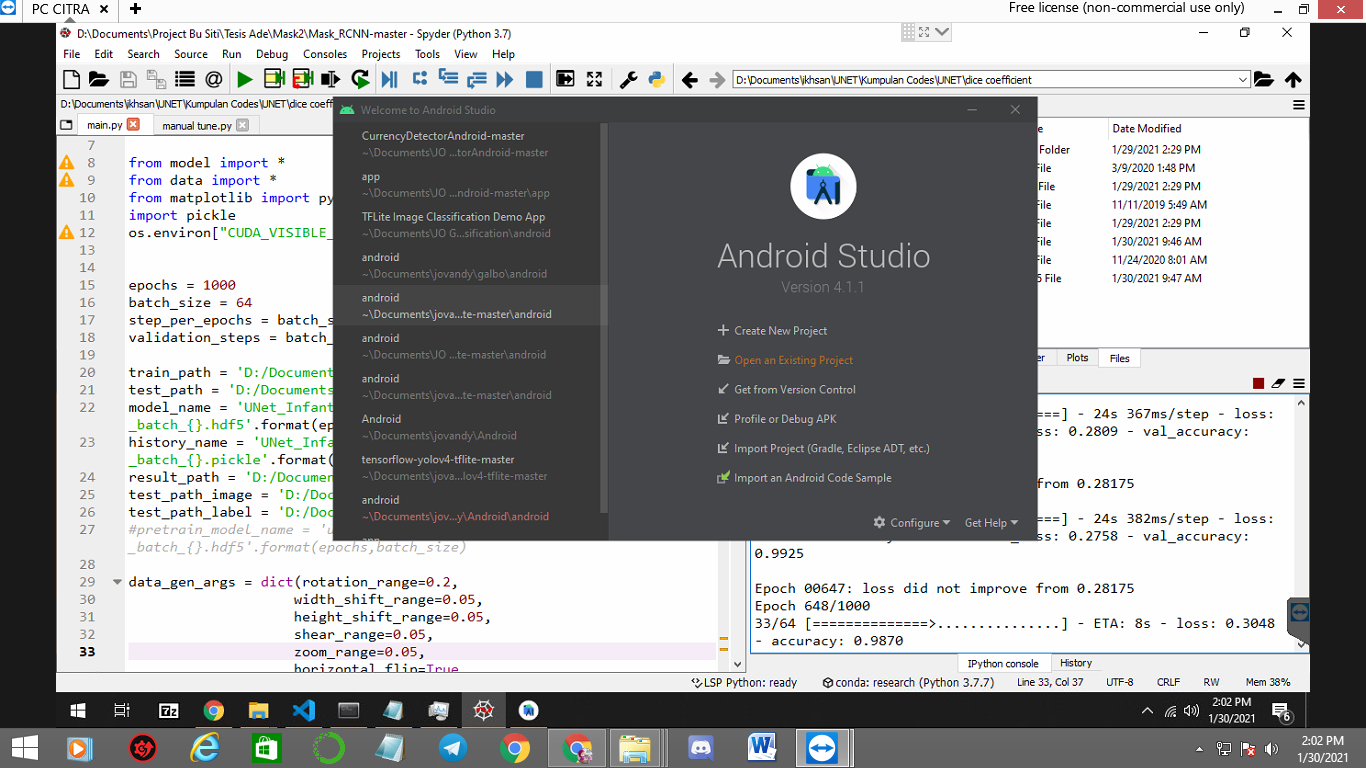 PC CITRA
Free license (non-commercial use only)
D:\Documents\Project Bu Siti\Tesis Ade\Mask2\Mask_RCNN-master - Spyder (Python 3.7)
File Edit Search Source Run Debug Consoles Projects Tools View Help
D:\Documents\Ikhsan\UNET\Kumpulan Codes\UNET\dice coefficient
D:\Documents\Ikhsan\UNET\Kumpulan Codes\UNET\dice coeff
main.py
manual tune.py
7
8 from model import *
9 from data import *
10 from matplotlib import py
11 import pickle
12 os.environ["CUDA_VISIBLE_
13
14
15 epochs = 1000
16 batch_size = 64
17 step_per_epochs = batch_s
18 validation_steps = batch_
19
20 train_path = 'D:/Document
21 test_path = 'D:/Documents
22 model_name = 'UNet_Infant
_batch_{}.hdf5'.format(ep
23 history_name = 'UNet_Infa
_batch_{}.pickle'.format(
24 result_path = 'D:/Documen
25 test_path_image = 'D:/Doc
26 test_path_label = 'D:/Doc
27 #pretrain_model_name = 'u
_batch_{}.hdf5'.format(epochs,batch_size)
28
29 data_gen_args = dict(rotation_range=0.2,
30 width_shift_range=0.05,
31 height_shift_range=0.05,
32 shear_range=0.05,
33 zoom_range=0.05,
horizontal_flip=True
Welcome to Android Studio
CurrencyDetectorAndroid-master
~\Documents\JO ...torAndroid-master
app
~\Documents\JO ...ndroid-master\app
TFLite Image Classification Demo App
~\Documents\JO G...sification\android
android
~\Documents\jovandy\galbo\android
android
~\Documents\jova...te-master\android
android
~\Documents\JO ...te-master\android
android
~\Documents\jova...te-master\android
Android
~\Documents\jovandy\Android
tensorflow-yolov4-tflite-master
~\Documents\jova...lov4-tflite-master
android
~\Documents\jov...y\Android\android
app
Android Studio
Version 4.1.1
Create New Project
Open an Existing Project
Get from Version Control
Profile or Debug APK
Import Project (Gradle, Eclipse ADT, etc.)
Import an Android Code Sample
Configure
Get Help
e Date Modified
Folder 1/29/2021 2:29 PM
File 3/9/2020 1:48 PM
File 1/29/2021 2:29 PM
File 11/11/2019 5:49 AM
File 1/29/2021 2:29 PM
File 1/30/2021 9:46 AM
File 11/24/2020 8:01 AM
5 File 1/30/2021 9:47 AM
er Plots Files
===] - 24s 367ms/step - loss:
ss: 0.2809 - val_accuracy:
d from 0.28175
===] - 24s 382ms/step - loss:
ss: 0.2758 - val_accuracy:
0.9925
Epoch 00647: loss did not improve from 0.28175
Epoch 648/1000
33/64 [==============>...............] - ETA: 8s - loss: 0.3048
- accuracy: 0.9870
IPython console History
LSP Python: ready conda: research (Python 3.7.7) Line 33, Col 37 UTF-8 CRLF RW Mem 38%
7z
2:02 PM
1/30/2021
6
2:02 PM
1/30/2021